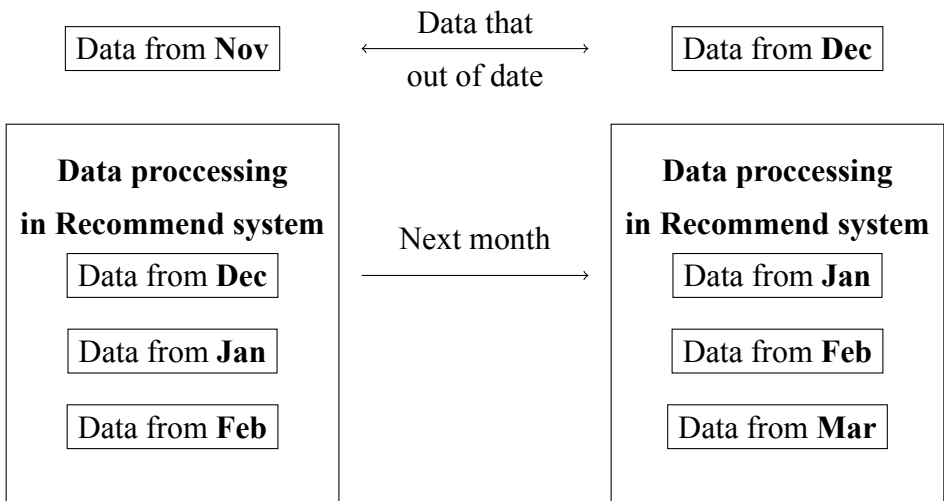 Data from Nov
Data that
out of date
Data from Dec
Data proccessing
in Recommend system
Data from Dec
Data from Jan
Data from Feb
Next month
Data proccessing
in Recommend system
Data from Jan
Data from Feb
Data from Mar